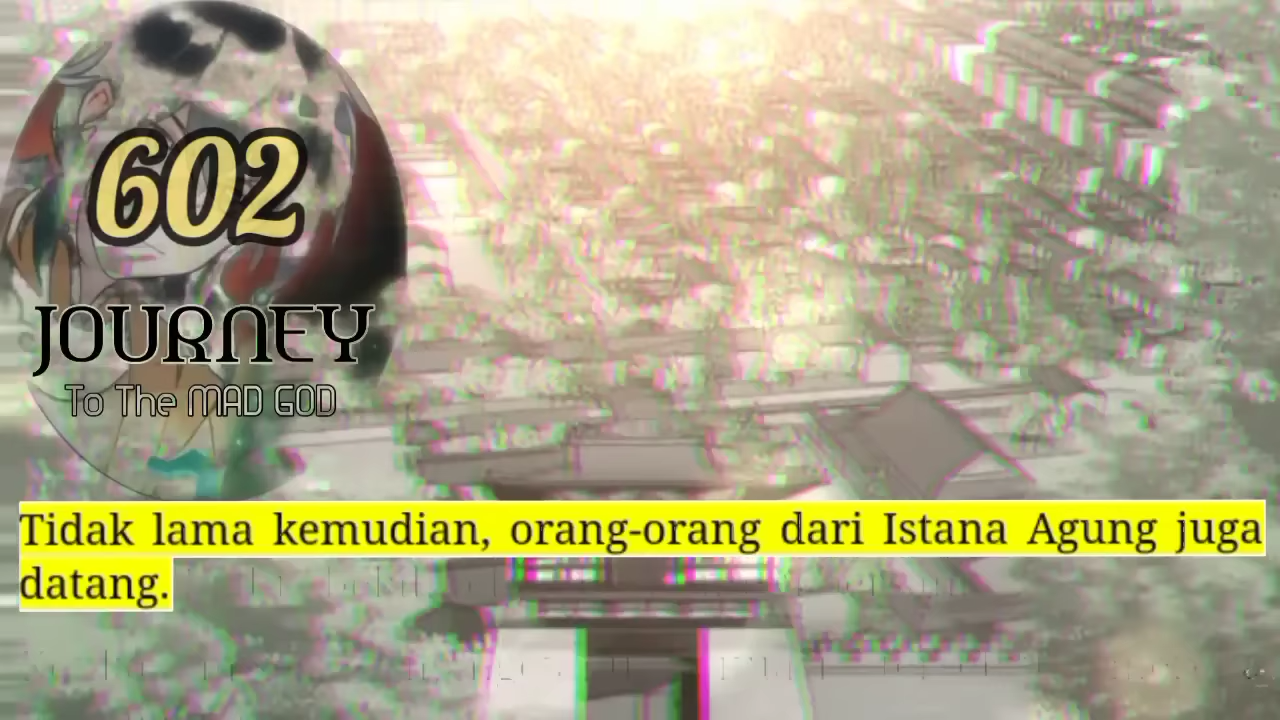 602
JOURNEY
To The MAD GOD
Tidak lama kemudian, orang-orang dari Istana Agung juga
datang.